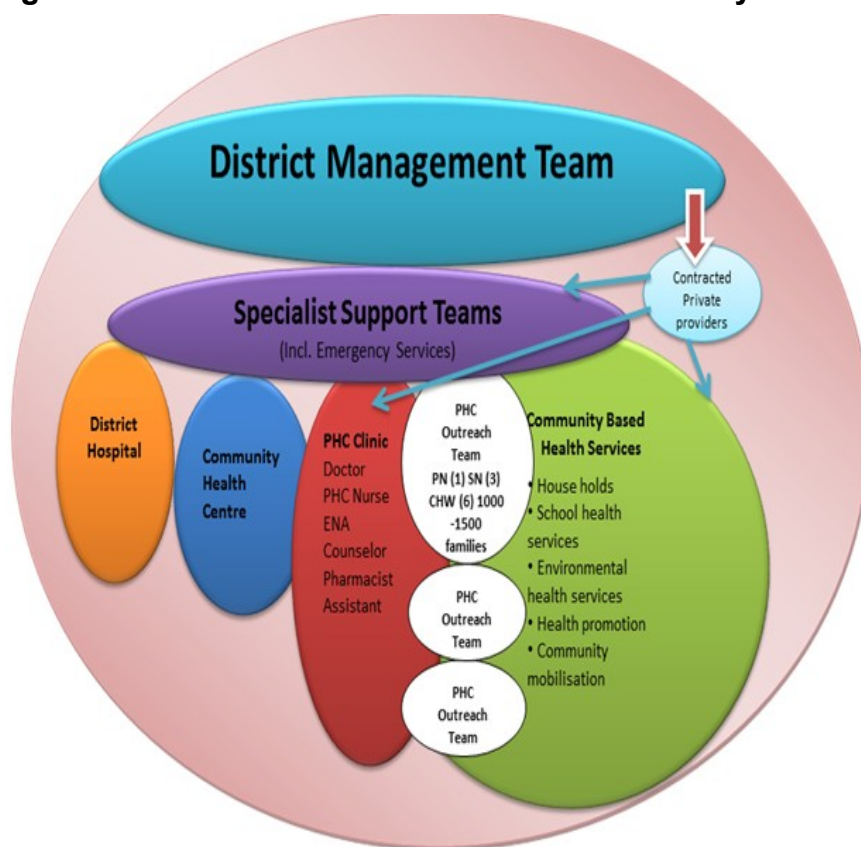 District Management Team
Contracted
Private
providers
Specialist Support Teams
(Incl. Emergency Services)
District
Hospital
Community
Health
Centre
PHC Clinic
Doctor
PHC Nurse
ENA
Counselor
Pharmacist
Assistant
PHC
Outreach
Team
PN (1) SN (3)
CHW (6) 1000
-1500
families
PHC
Outreach
Team
PHC
Outreach
Team
Community Based
Health Services
• House holds
• School health
services
• Environmental
health services
• Health promotion
• Community
mobilisation